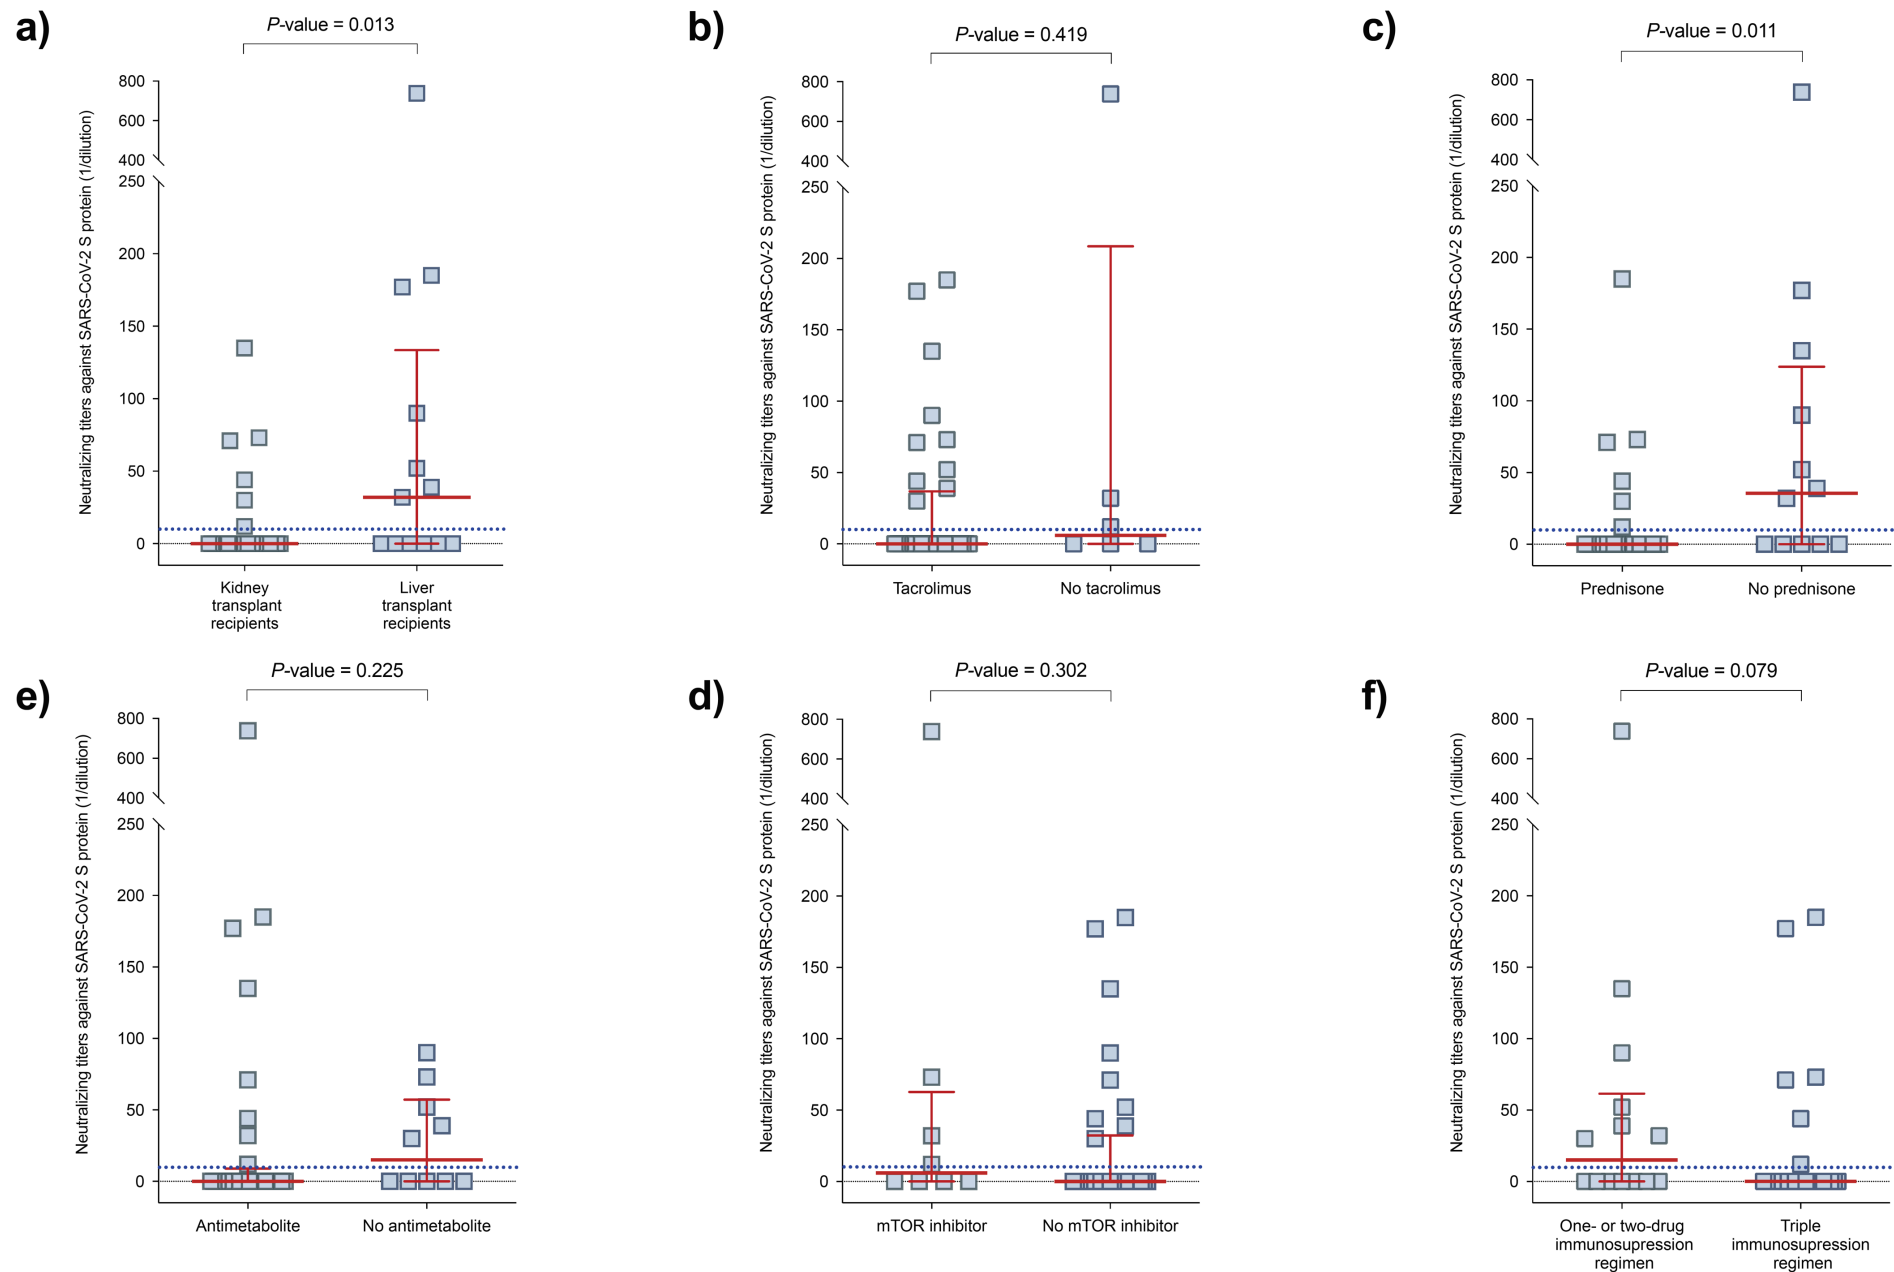 a)
P-value = 0.013
Neutralizing titers against SARS-CoV-2 S protein (1/dilution)
800
600
400
250
200
150
100
50
0
Kidney
transplant
recipients
Liver
transplant
recipients
b)
P-value = 0.419
Neutralizing titers against SARS-CoV-2 S protein (1/dilution)
800
600
400
250
200
150
100
50
0
Tacrolimus
No tacrolimus
c)
P-value = 0.011
Neutralizing titers against SARS-CoV-2 S protein (1/dilution)
800
600
400
250
200
150
100
50
0
Prednisone
No prednisone
e)
P-value = 0.225
Neutralizing titers against SARS-CoV-2 S protein (1/dilution)
800
600
400
250
200
150
100
50
0
Antimetabolite
No antimetabolite
d)
P-value = 0.302
Neutralizing titers against SARS-CoV-2 S protein (1/dilution)
800
600
400
250
200
150
100
50
0
mTOR inhibitor
No mTOR inhibitor
f)
P-value = 0.079
Neutralizing titers against SARS-CoV-2 S protein (1/dilution)
800
600
400
250
200
150
100
50
0
One- or two-drug
immunosupression
regimen
Triple
immunosupression
regimen